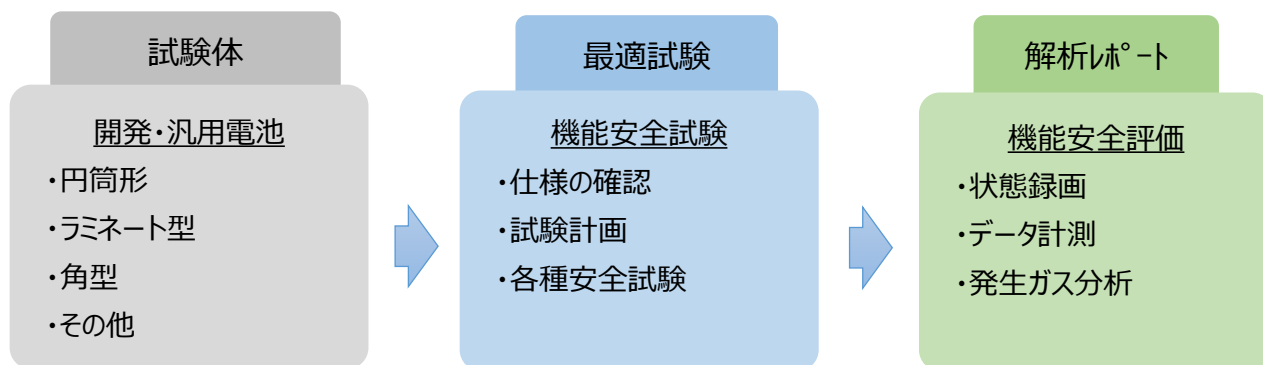 試験体
開発・汎用電池
・円筒形
・ラミネート型
・角型
・その他
最適試験
機能安全試験
・仕様の確認
・試験計画
・各種安全試験
解析ﾚﾎﾟｰﾄ
機能安全評価
・状態録画
・データ計測
・発生ガス分析